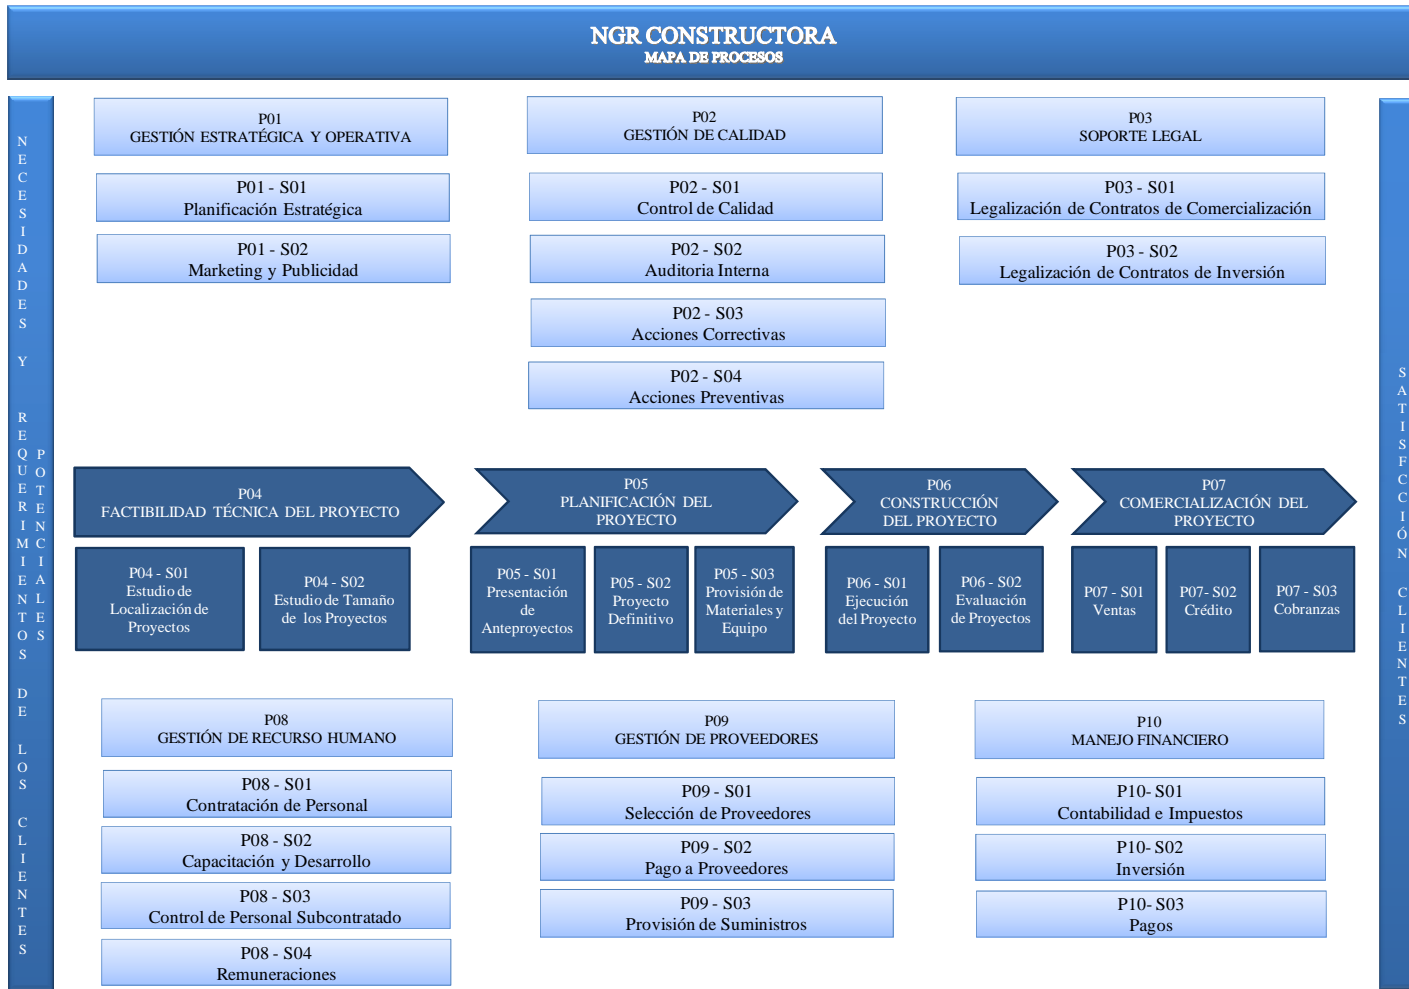 NGR CONSTRUCTORA
MAPA DE PROCESOS
NECESIDADES Y REQUERIMIENTOS DE LOS CLIENTES
POTENCIALES
P01
GESTIÓN ESTRATÉGICA Y OPERATIVA
P01 - S01
Planificación Estratégica
P01 - S02
Marketing y Publicidad
P02
GESTIÓN DE CALIDAD
P02 - S01
Control de Calidad
P02 - S02
Auditoria Interna
P02 - S03
Acciones Correctivas
P02 - S04
Acciones Preventivas
P03
SOPORTE LEGAL
P03 - S01
Legalización de Contratos de Comercialización
P03 - S02
Legalización de Contratos de Inversión
P04
FACTIBILIDAD TÉCNICA DEL PROYECTO
P04 - S01
Estudio de
Localización de
Proyectos
P04 - S02
Estudio de Tamaño
de los Proyectos
P05
PLANIFICACIÓN DEL
PROYECTO
P05 - S01
Presentación
de
Anteproyectos
P05 - S02
Proyecto
Definitivo
P05 - S03
Provisión de
Materiales y
Equipo
P06
CONSTRUCCIÓN
DEL PROYECTO
P06 - S01
Ejecución
del Proyecto
P06 - S02
Evaluación
de Proyectos
P07
COMERCIALIZACIÓN DEL
PROYECTO
P07 - S01
Ventas
P07- S02
Crédito
P07 - S03
Cobranzas
P08
GESTIÓN DE RECURSO HUMANO
P08 - S01
Contratación de Personal
P08 - S02
Capacitación y Desarrollo
P08 - S03
Control de Personal Subcontratado
P08 - S04
Remuneraciones
P09
GESTIÓN DE PROVEEDORES
P09 - S01
Selección de Proveedores
P09 - S02
Pago a Proveedores
P09 - S03
Provisión de Suministros
P10
MANEJO FINANCIERO
P10- S01
Contabilidad e Impuestos
P10- S02
Inversión
P10- S03
Pagos
SATISFCCIÓN CLIENTES